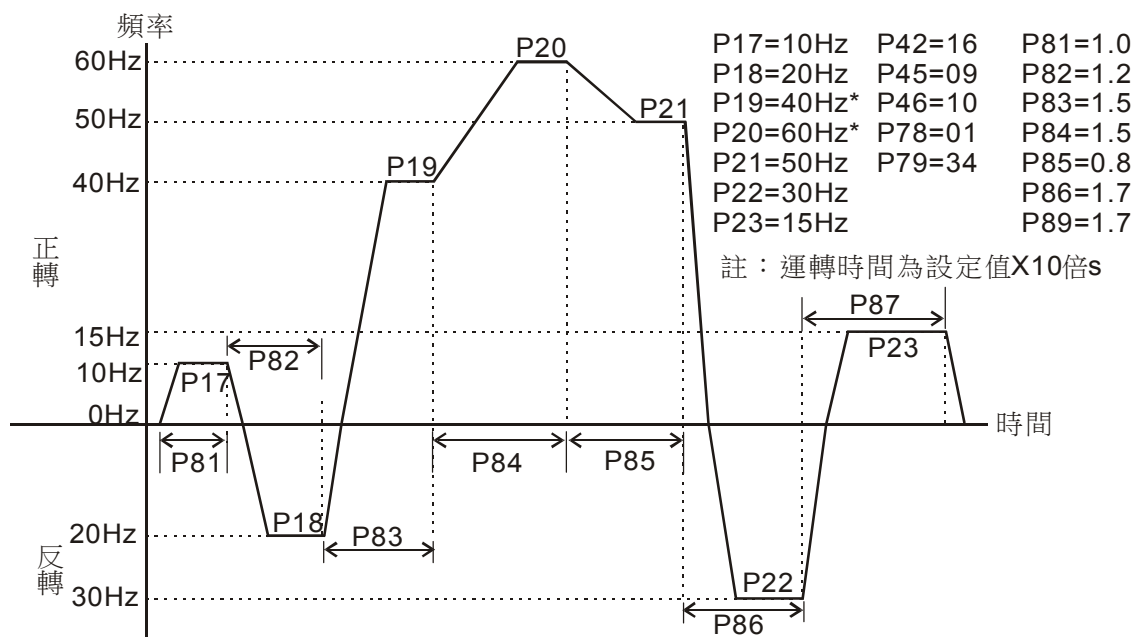 頻率
60Hz
50Hz
40Hz
正轉
15Hz
10Hz
0Hz
反轉
20Hz
30Hz
P17
P18
P19
P20
P21
P22
P23
P81
P82
P83
P84
P85
P86
P87
時間
P17=10Hz P42=16 P81=1.0
P18=20Hz P45=09 P82=1.2
P19=40Hz* P46=10 P83=1.5
P20=60Hz* P78=01 P84=1.5
P21=50Hz P79=34 P85=0.8
P22=30Hz P86=1.7
P23=15Hz P89=1.7
註：運轉時間為設定值X10倍s